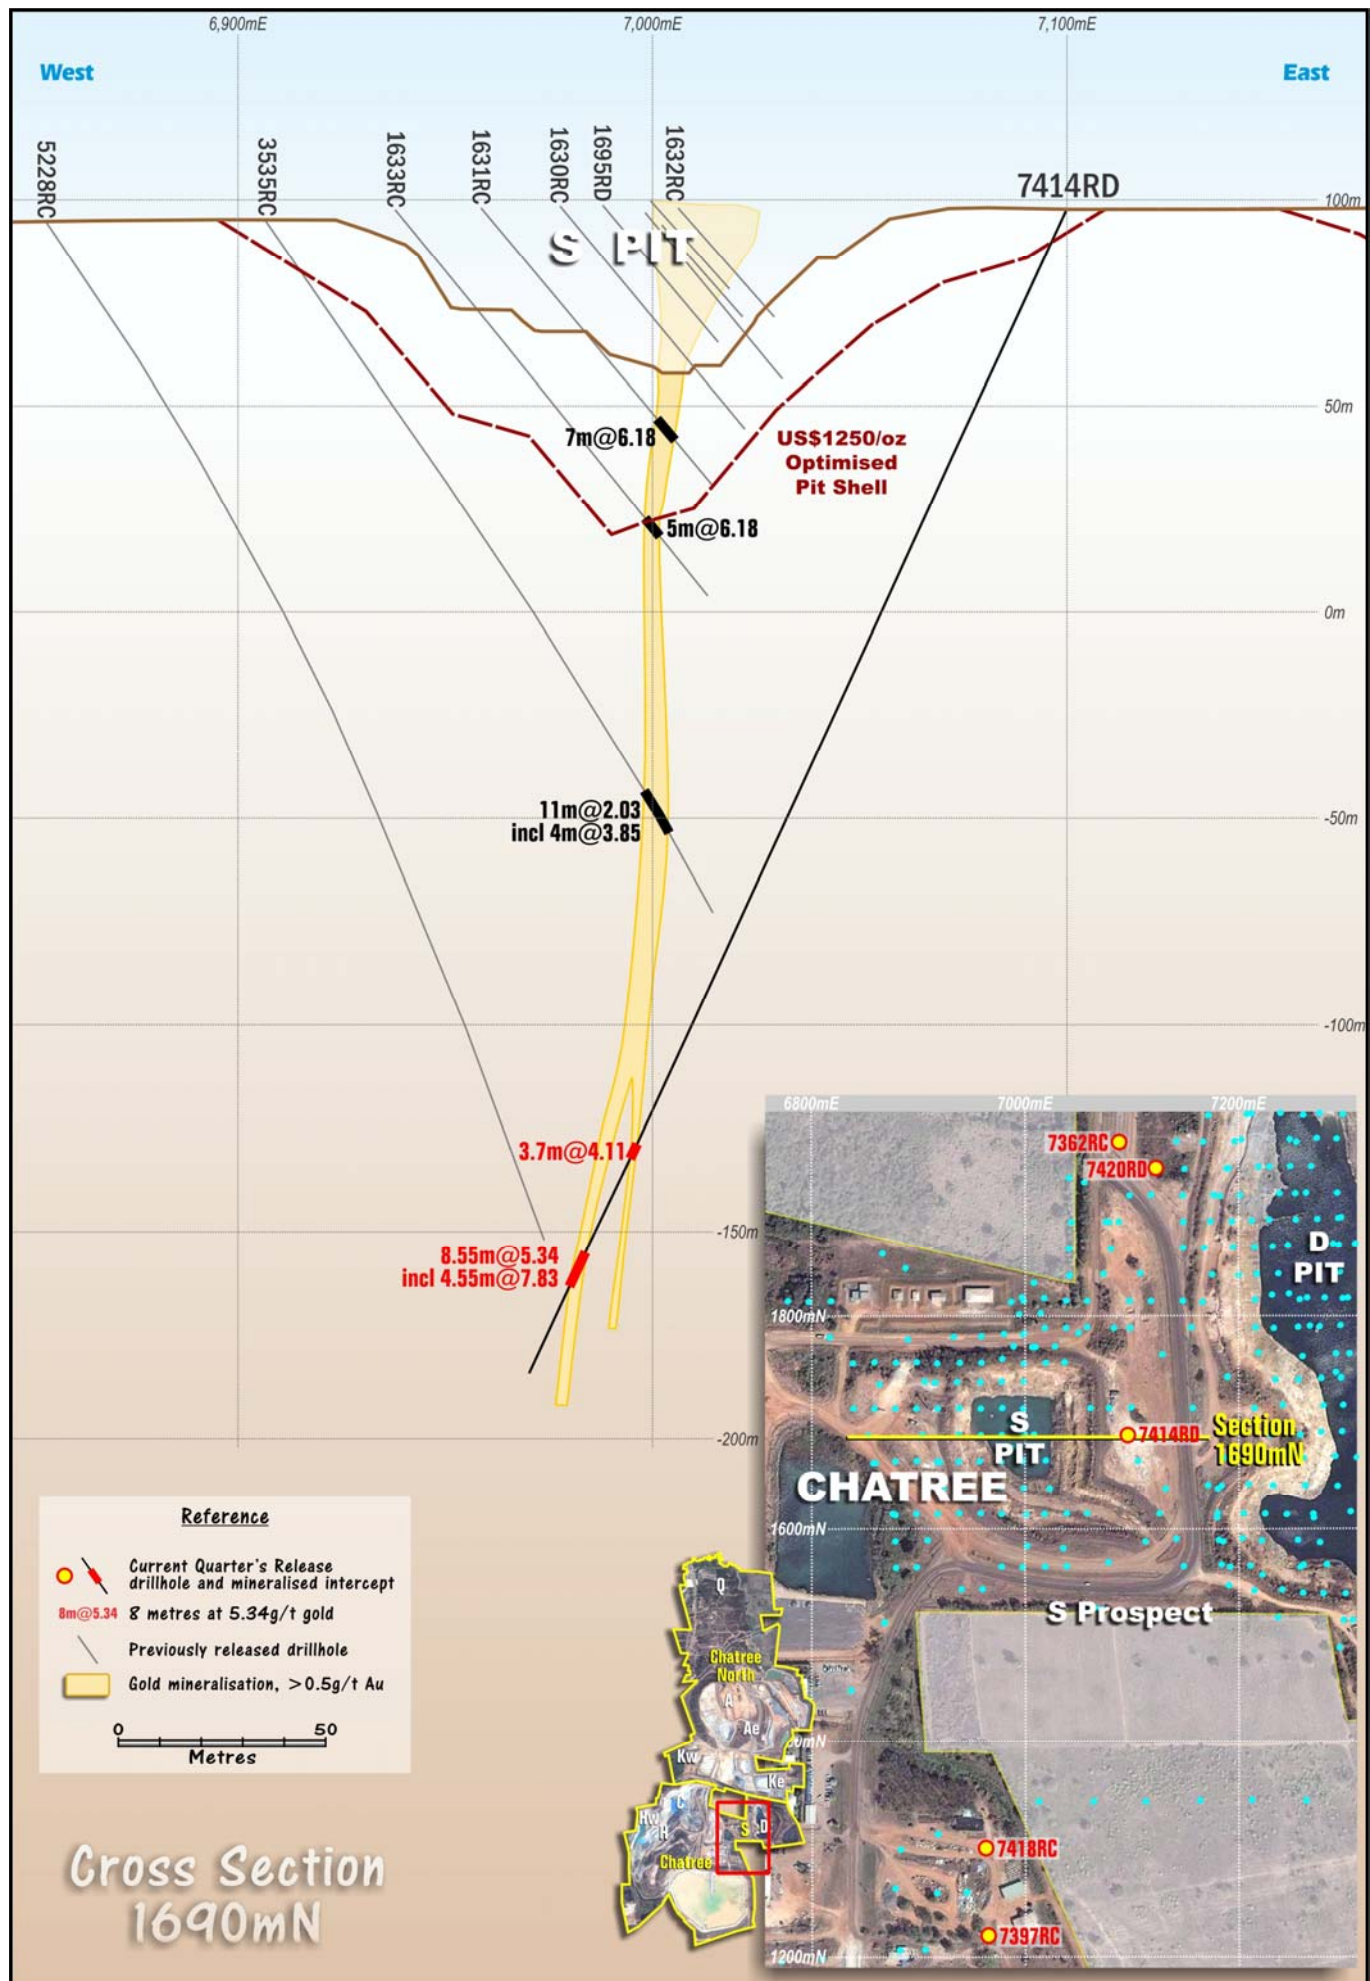 6,900mE
7,000mE
7,100mE
West
East
5228RC
3535RC
1633RC
1631RC
1630RC
1695RD
1632RC
7414RD
100m
S PIT
50m
7m@6.18
US$1250/oz
Optimised
Pit Shell
5m@6.18
0m
11m@2.03
incl 4m@3.85
-50m
-100m
3.7m@4.11
-150m
8.55m@5.34
incl 4.55m@7.83
-200m
6800mE
7000mE
7200mE
7362RC
7420RD
D
PIT
1800mN
S
PIT
7414RD
Section
1690mN
CHATREE
1600mN
S Prospect
7418RC
7397RC
1200mN
Reference
Current Quarter's Release
drillhole and mineralised intercept
8m@5.34
8 metres at 5.34g/t gold
Previously released drillhole
Gold mineralisation, >0.5g/t Au
0
50
Metres
Q
Chatree
North
A
Ae
Kw
Ke
C
Hw
H
S
D
Chatree
Cross Section
1690mN